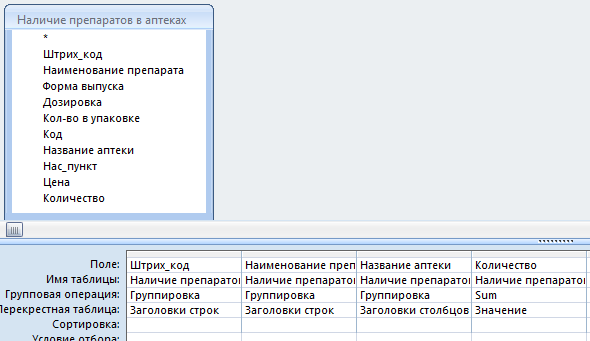 Наличие препаратов в аптеках
*
Штрих_код
Наименование препарата
Форма выпуска
Дозировка
Кол-во в упаковке
Код
Название аптеки
Нас_пункт
Цена
Количество
Поле: Штрих_код Наименование преп Название аптеки Количество
Имя таблицы: Наличие препаратов Наличие препаратов Наличие препаратов Наличие препаратов
Групповая операция: Группировка Группировка Группировка Sum
Перекрестная таблица: Заголовки строк Заголовки строк Заголовки столбцов Значение
Сортировка:
Условие отбора: